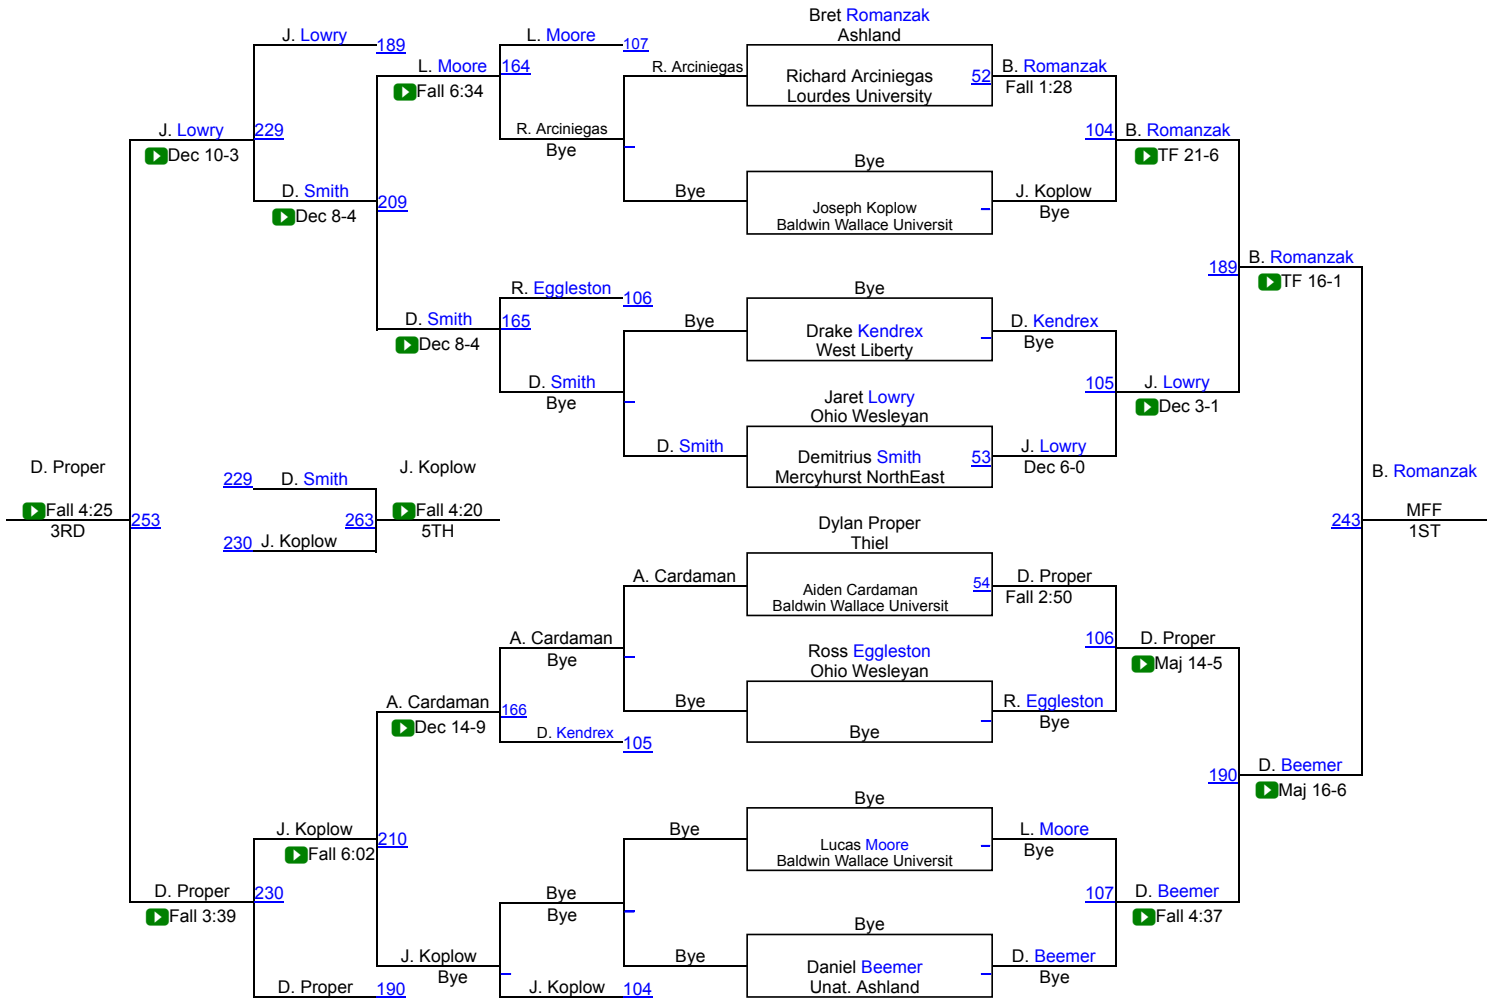 Bret Romanzak
Ashland
J. Lowry 189
L. Moore 107
L. Moore 164
Fall 6:34
R. Arciniegas
Richard Arciniegas 52
Lourdes University
B. Romanzak
Fall 1:28
J. Lowry 229
Dec 10-3
R. Arciniegas
Bye
104 B. Romanzak
TF 21-6
Bye
D. Smith 209
Dec 8-4
Bye
Joseph Koplow
Baldwin Wallace Universit
J. Koplow
Bye
189 B. Romanzak
TF 16-1
R. Eggleston 106
Bye
D. Smith 165
Dec 8-4
Bye
Drake Kendrex
West Liberty
D. Kendrex
Bye
D. Smith
Bye
105 J. Lowry
Dec 3-1
Jaret Lowry
Ohio Wesleyan
D. Smith
Demitrius Smith 53
Mercyhurst NorthEast
J. Lowry
Dec 6-0
D. Proper
Fall 4:25 253
3RD
229 D. Smith
263
230 J. Koplow
J. Koplow
Fall 4:20
5TH
B. Romanzak
243 MFF
1ST
Dylan Proper
Thiel
A. Cardaman
Aiden Cardaman 54
Baldwin Wallace Universit
D. Proper
Fall 2:50
A. Cardaman
Bye
106 D. Proper
Maj 14-5
Ross Eggleston
Ohio Wesleyan
A. Cardaman 166
Dec 14-9
Bye
Bye
R. Eggleston
Bye
D. Kendrex 105
190 D. Beemer
Maj 16-6
Bye
J. Koplow 210
Fall 6:02
Bye
Lucas Moore
Baldwin Wallace Universit
L. Moore
Bye
D. Proper 230
Fall 3:39
Bye
Bye
107 D. Beemer
Fall 4:37
Bye
J. Koplow
Bye
Bye
Daniel Beemer
Unat. Ashland
D. Beemer
Bye
D. Proper 190
J. Koplow 104